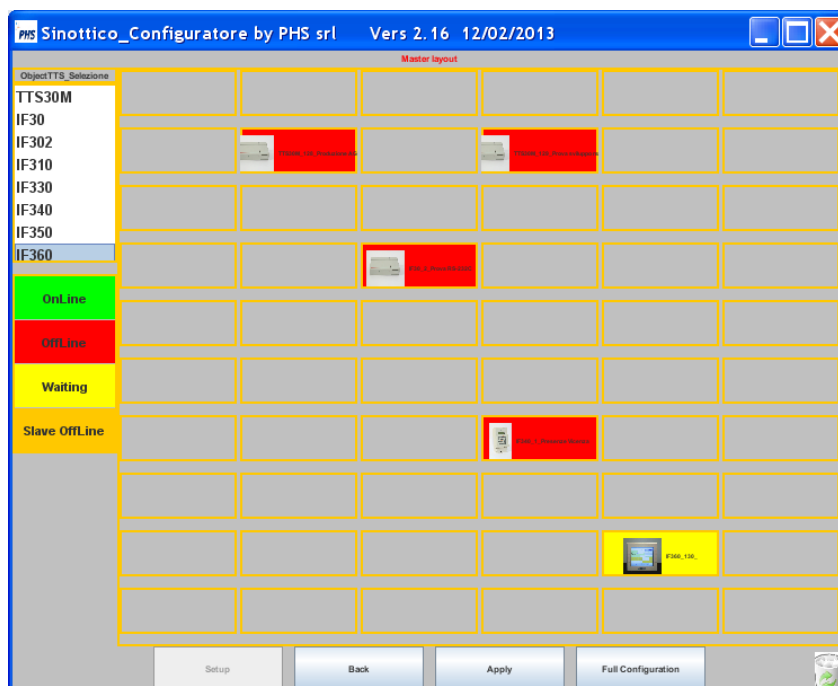 PHS Sinottico_Configuratore by PHS srl Vers 2.16 12/02/2013
Master layout
ObjectTTS_Selezione
TTS30M
IF30
IF302
IF310
IF330
IF340
IF350
IF360
OnLine
OffLine
Waiting
Slave OffLine
IF360_130_
Setup
Back
Apply
Full Configuration